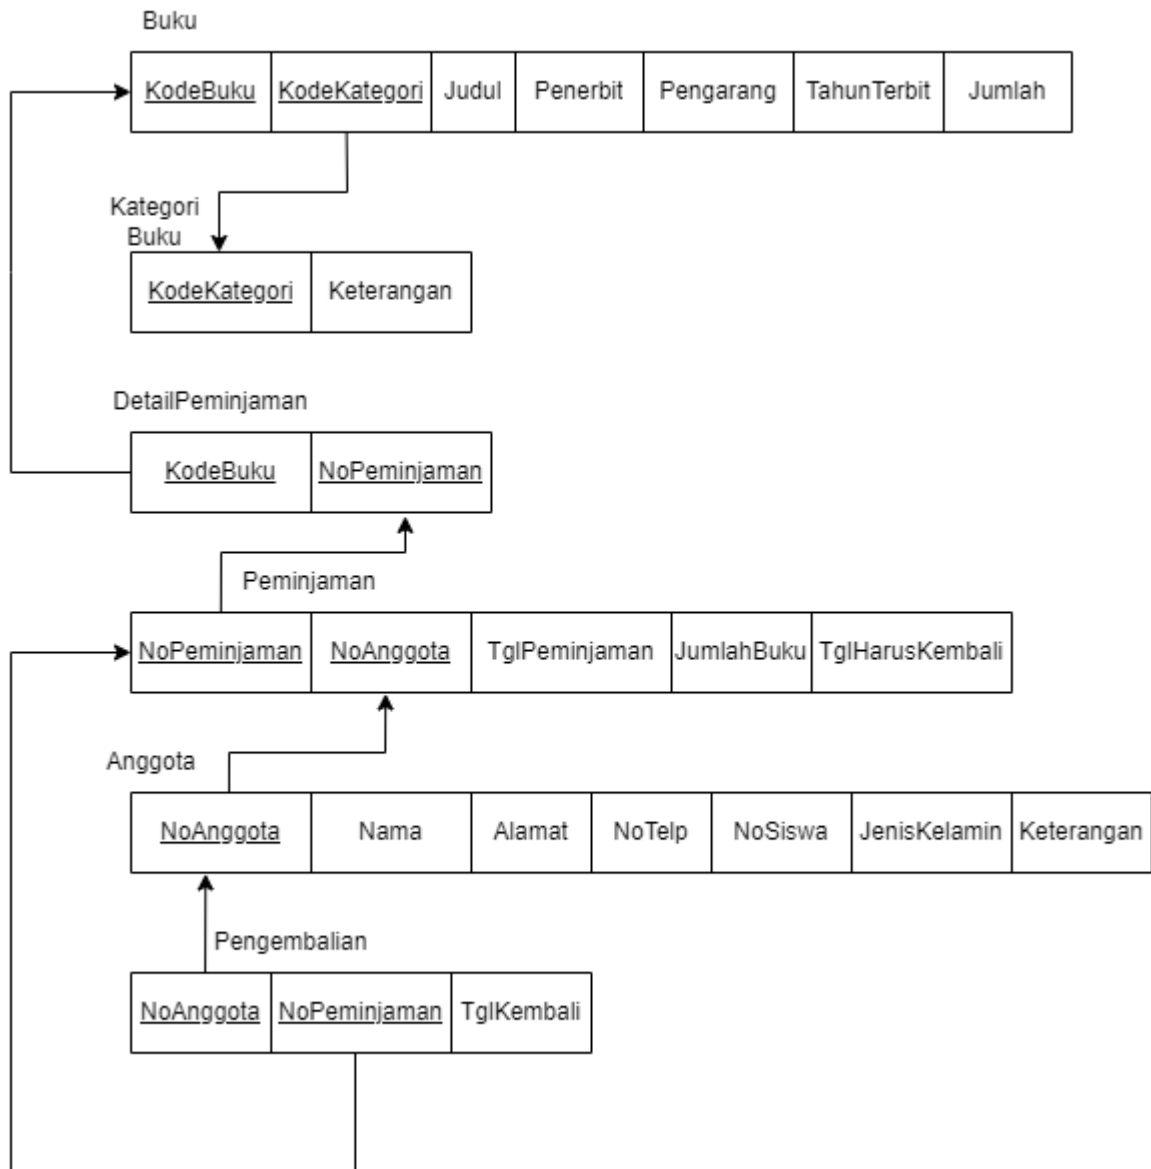 Buku
KodeBuku KodeKategori Judul Penerbit Pengarang TahunTerbit Jumlah
Kategori
Buku
KodeKategori Keterangan
DetailPeminjaman
KodeBuku NoPeminjaman
Peminjaman
NoPeminjaman NoAnggota TglPeminjaman JumlahBuku TglHarusKembali
Anggota
NoAnggota Nama Alamat NoTelp NoSiswa JenisKelamin Keterangan
Pengembalian
NoAnggota NoPeminjaman TglKembali